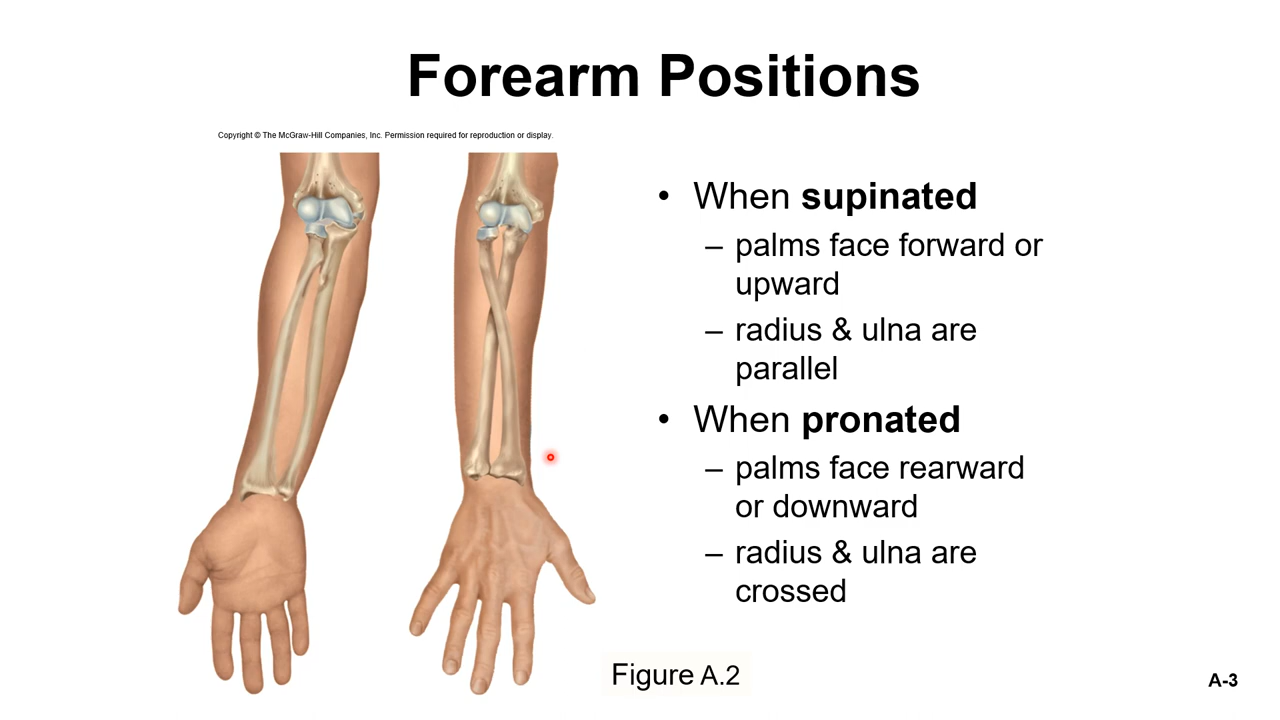 Forearm Positions
Copyright © The McGraw-Hill Companies, Inc. Permission required for reproduction or display.
• When supinated
– palms face forward or
upward
– radius & ulna are
parallel
• When pronated
– palms face rearward
or downward
– radius & ulna are
crossed
Figure A.2
A-3